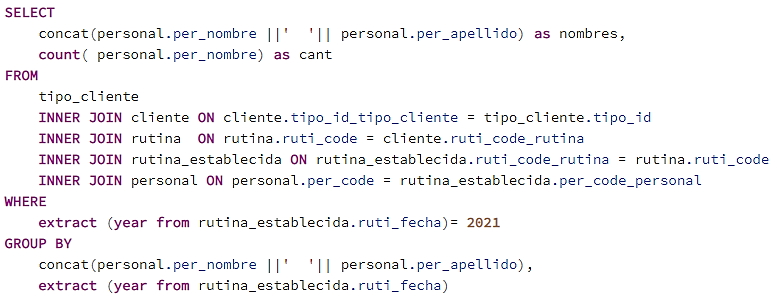 SELECT
concat(personal.per_nombre ||'  '|| personal.per_apellido) as nombres,
count( personal.per_nombre) as cant
FROM
tipo_cliente
INNER JOIN cliente ON cliente.tipo_id_tipo_cliente = tipo_cliente.tipo_id
INNER JOIN rutina  ON rutina.ruti_code = cliente.ruti_code_rutina
INNER JOIN rutina_establecida ON rutina_establecida.ruti_code_rutina = rutina.ruti_code
INNER JOIN personal ON personal.per_code = rutina_establecida.per_code_personal
WHERE
extract (year from rutina_establecida.ruti_fecha)= 2021
GROUP BY
concat(personal.per_nombre ||'  '|| personal.per_apellido),
extract (year from rutina_establecida.ruti_fecha)